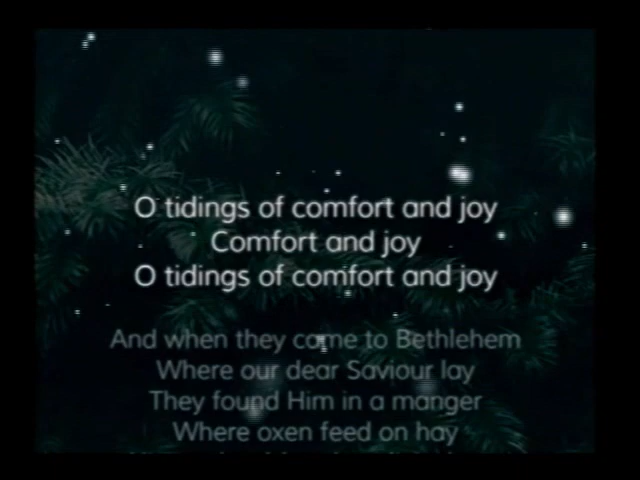 O tidings of comfort and joy
Comfort and joy
O tidings of comfort and joy
And when they came to Bethlehem
Where our dear Saviour lay
They found Him in a manger
Where oxen feed on hay